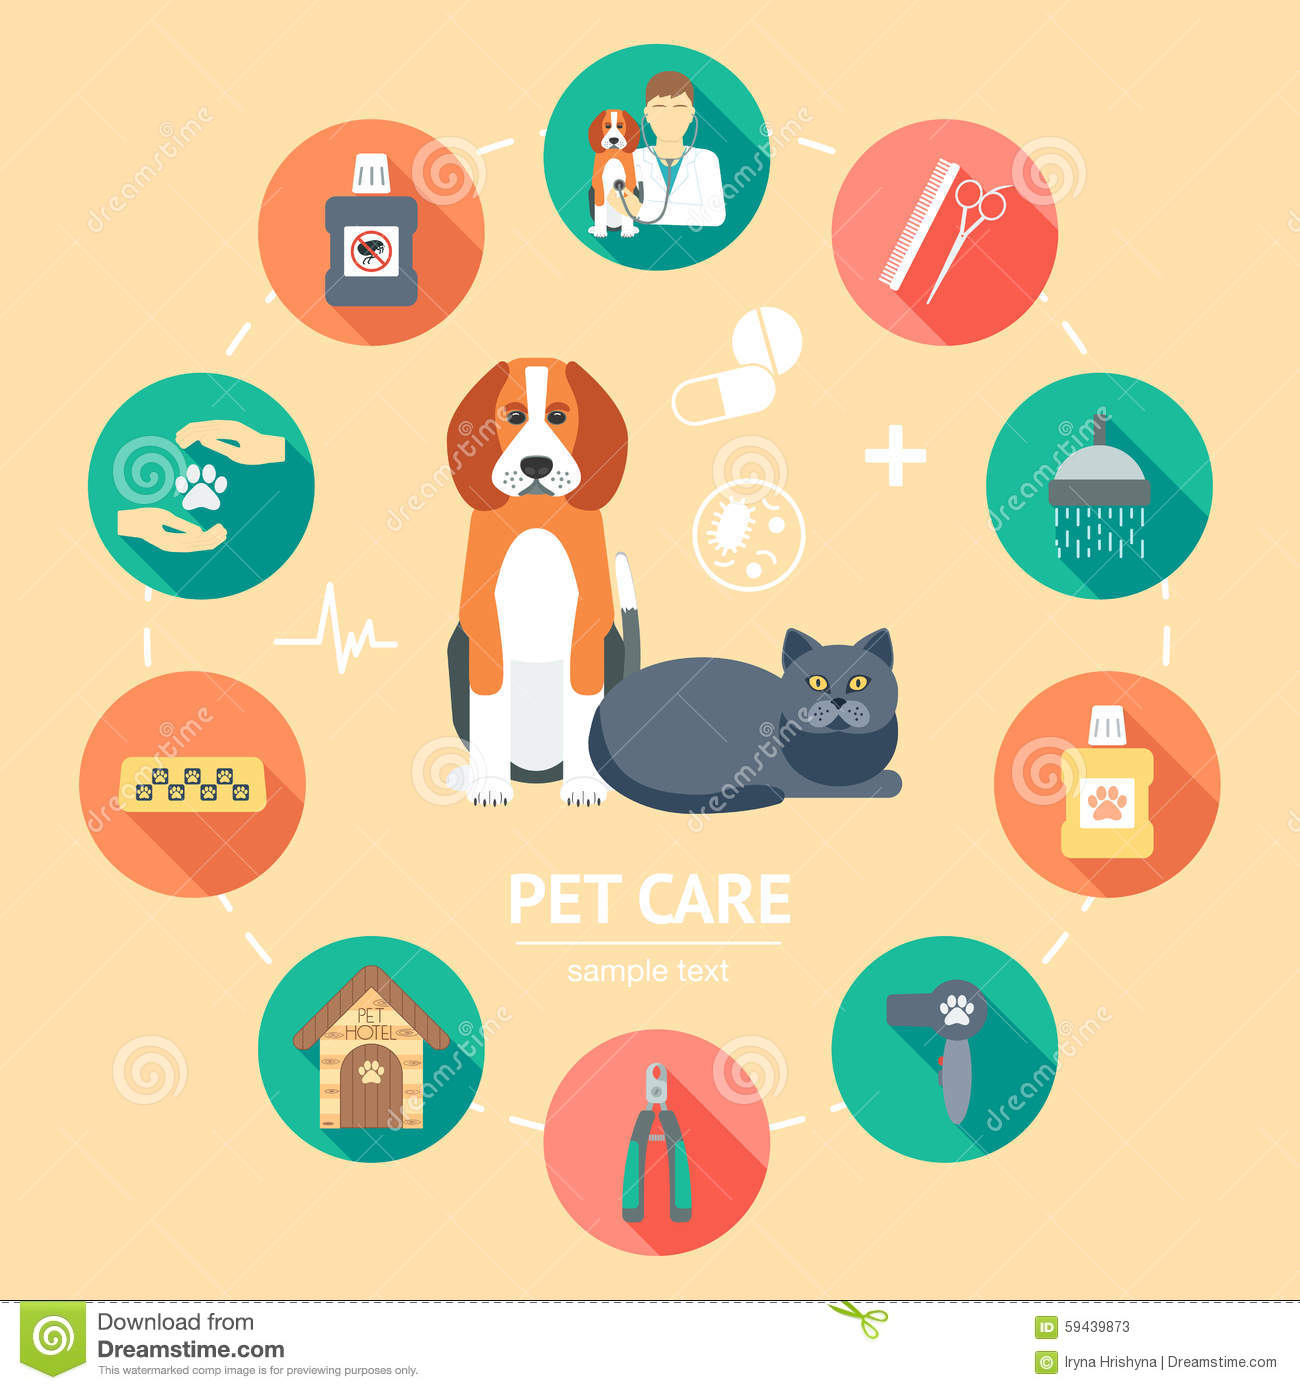 PET CARE
sample text
PET
HOTEL
dreamstime
Download from
Dreamstime.com
This watermarked comp image is for previewing purposes only.
ID 59439873
© Iryna Hrishyna | Dreamstime.com